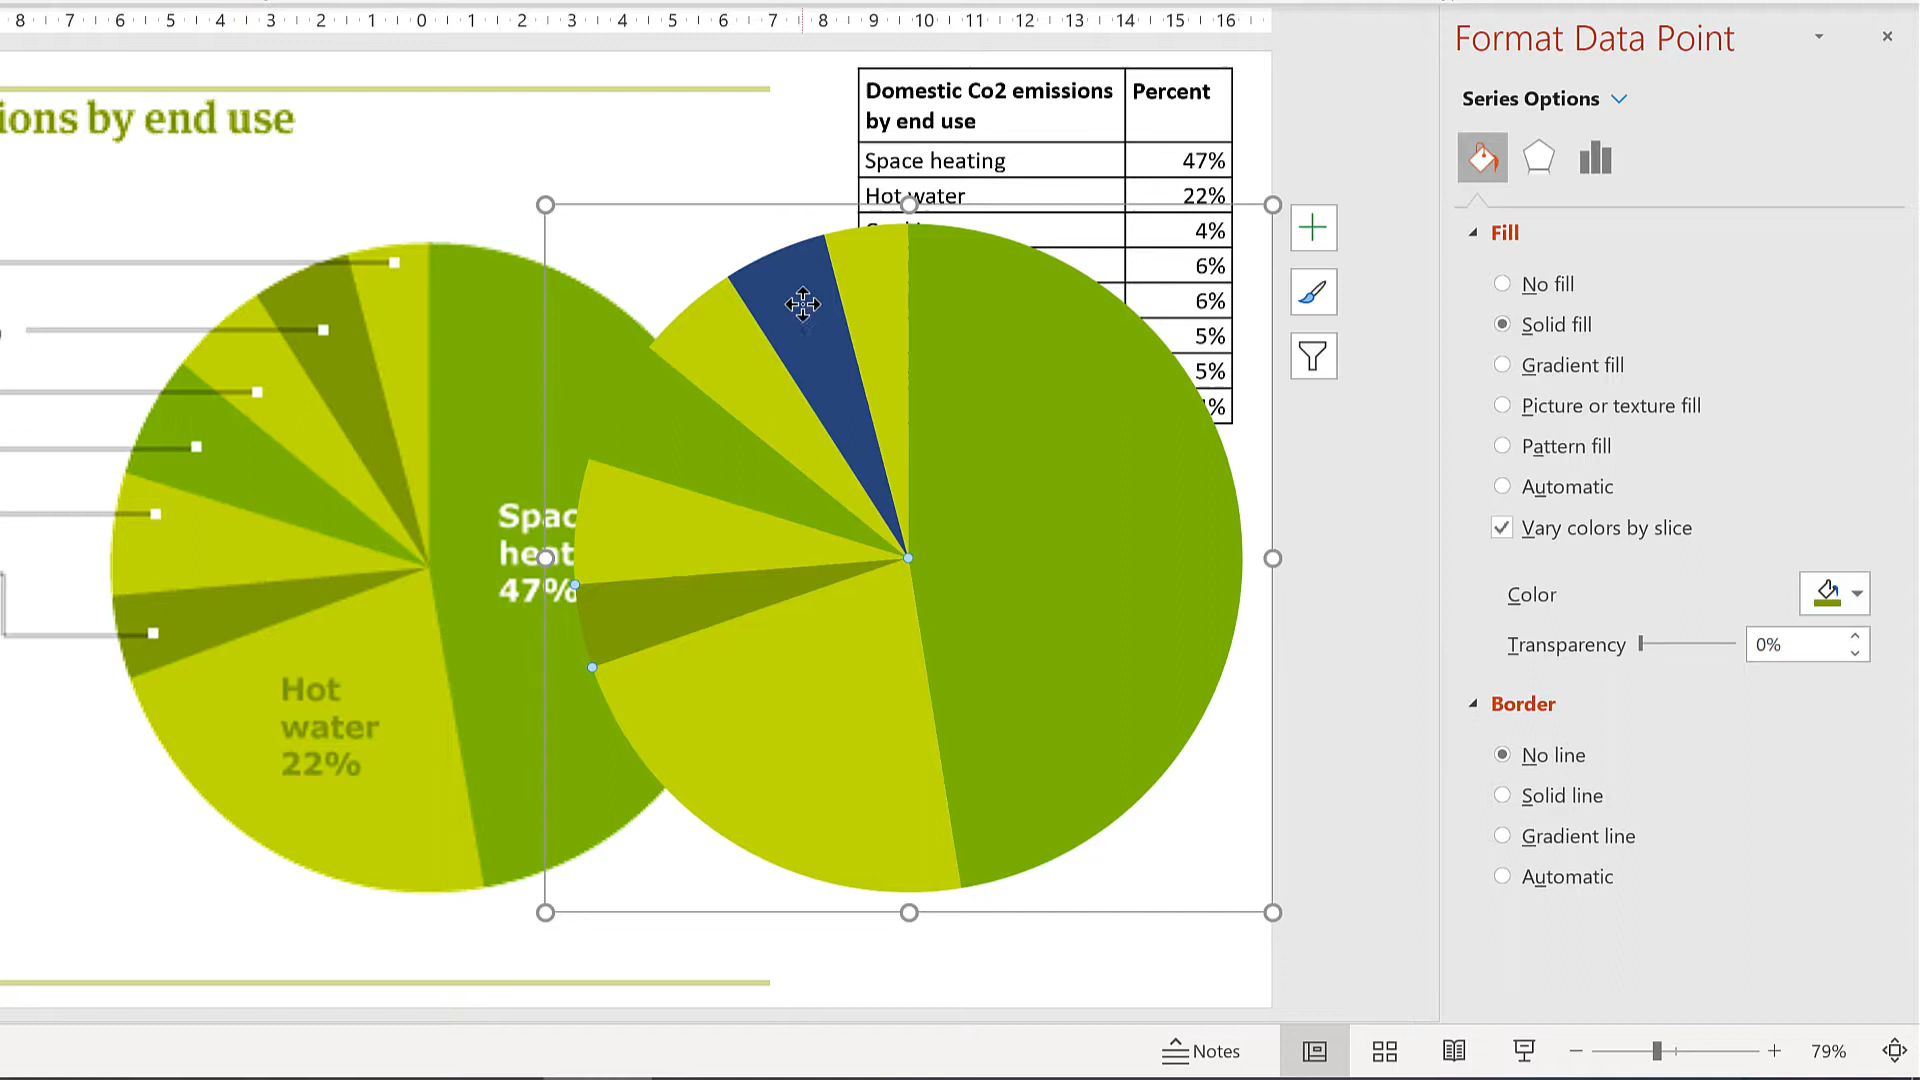 8 7 6 5 4 3 2 1 0 1 2 3 4 5 6 7 8 9 10 11 12 13 14 15 16
ions by end use
Domestic Co2 emissions by end use Percent
Space heating 47%
Hot water 22%
4%
6%
6%
5%
5%
%
Spac
heat
47%
Hot
water
22%
Format Data Point
Series Options
Fill
No fill
Solid fill
Gradient fill
Picture or texture fill
Pattern fill
Automatic
Vary colors by slice
Color
Transparency 0%
Border
No line
Solid line
Gradient line
Automatic
Notes 79%